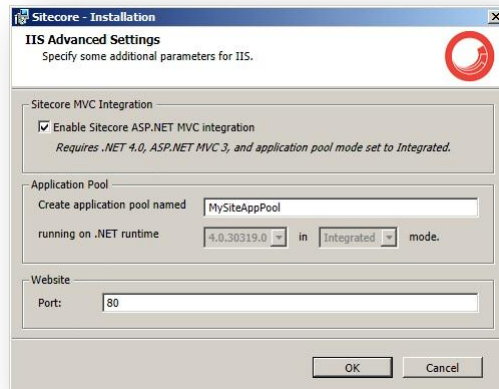 Sitecore - Installation
IIS Advanced Settings
Specify some additional parameters for IIS.
Sitecore MVC Integration
Enable Sitecore ASP.NET MVC integration
Requires .NET 4.0, ASP.NET MVC 3, and application pool mode set to Integrated.
Application Pool
Create application pool named MySiteAppPool
running on .NET runtime 4.0.30319.0 in Integrated mode.
Website
Port: 80
OK Cancel